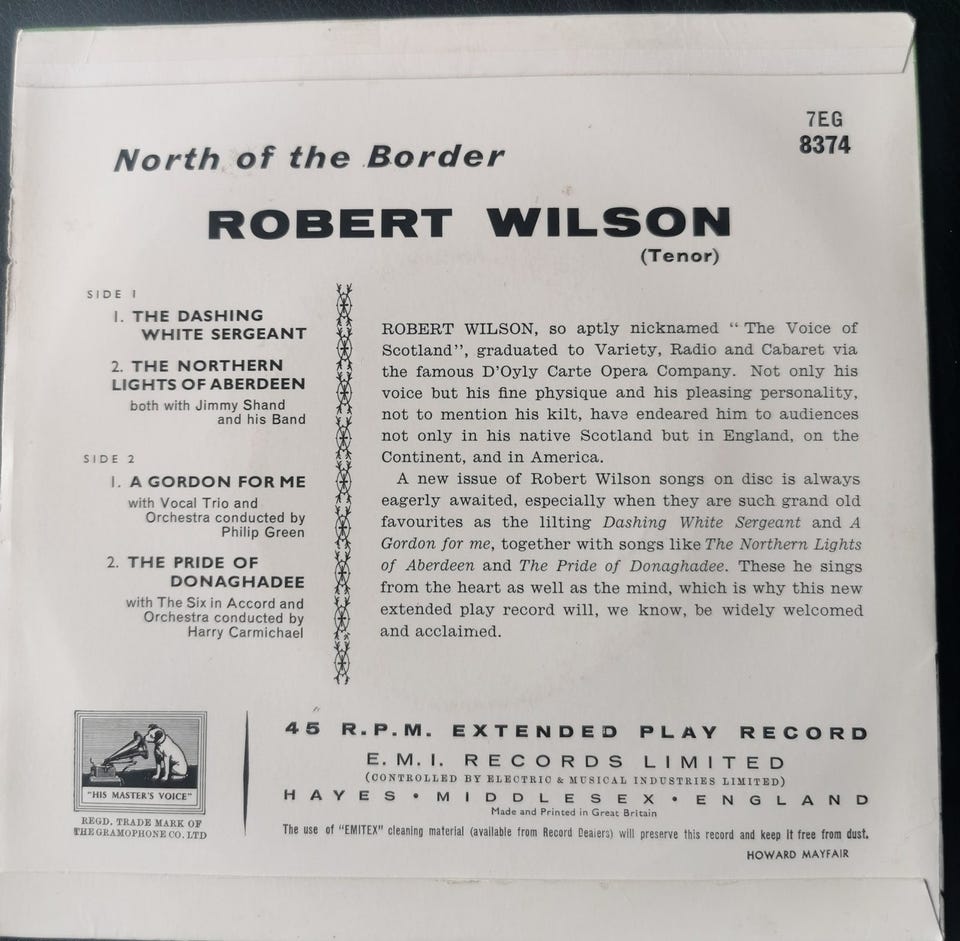 7EG
8374
North of the Border
ROBERT WILSON
(Tenor)
SIDE 1
1. THE DASHING
WHITE SERGEANT
2. THE NORTHERN
LIGHTS OF ABERDEEN
both with Jimmy Shand
and his Band
SIDE 2
1. A GORDON FOR ME
with Vocal Trio and
Orchestra conducted by
Philip Green
2. THE PRIDE OF
DONAGHADEE
with The Six in Accord and
Orchestra conducted by
Harry Carmichael
ROBERT WILSON, so aptly nicknamed "The Voice of
Scotland", graduated to Variety, Radio and Cabaret via
the famous D'Oyly Carte Opera Company. Not only his
voice but his fine physique and his pleasing personality,
not to mention his kilt, have endeared him to audiences
not only in his native Scotland but in England, on the
Continent, and in America.
A new issue of Robert Wilson songs on disc is always
eagerly awaited, especially when they are such grand old
favourites as the lilting Dashing White Sergeant and A
Gordon for me, together with songs like The Northern Lights
of Aberdeen and The Pride of Donaghadee. These he sings
from the heart as well as the mind, which is why this new
extended play record will, we know, be widely welcomed
and acclaimed.
"HIS MASTER'S VOICE"
REGD. TRADE MARK OF
THE GRAMOPHONE CO. LTD
45 R.P.M. EXTENDED PLAY RECORD
E.M.I. RECORDS LIMITED
(CONTROLLED BY ELECTRIC & MUSICAL INDUSTRIES LIMITED)
HAYES • MIDDLESEX • ENGLAND
Made and Printed in Great Britain
The use of "EMITEX" cleaning material (available from Record Dealers) will preserve this record and keep it free from dust.
HOWARD MAYFAIR